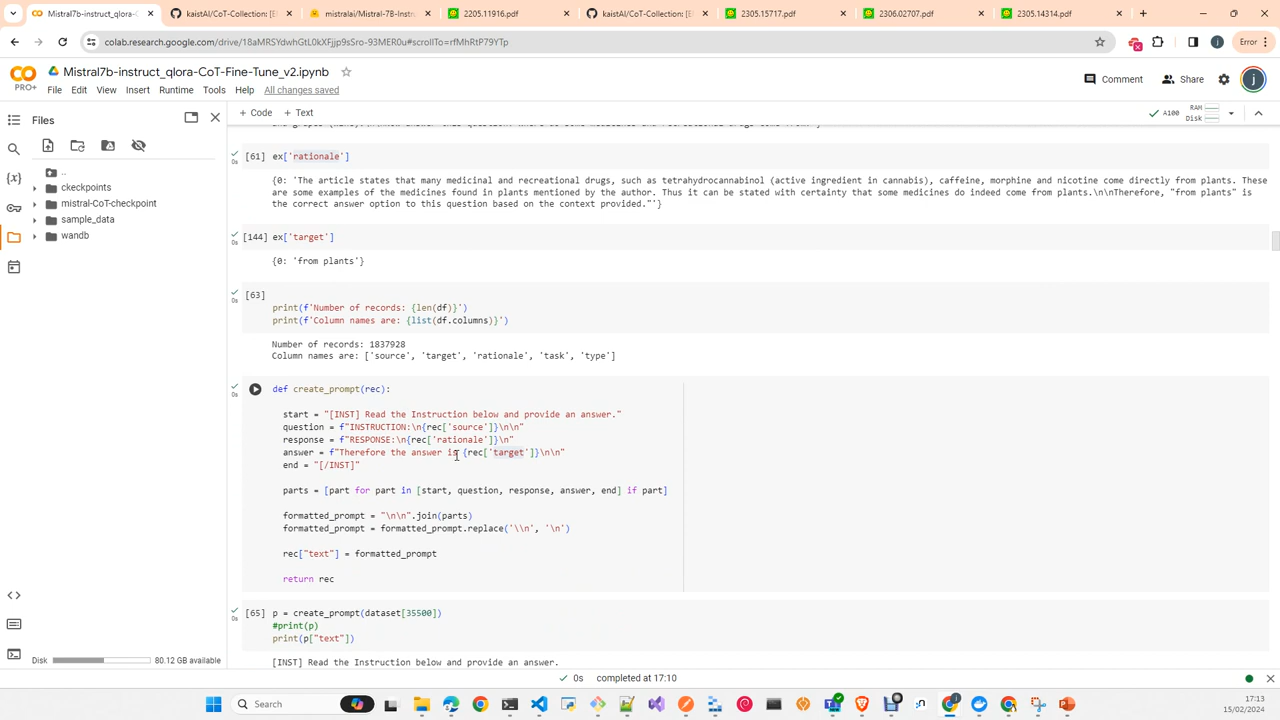 Mistral7b-instruct_qlora-Co
kaistAI/CoT-Collection: [E
mistralai/Mistral-7B-Instr
2205.11916.pdf
kaistAI/CoT-Collection: [E
2305.15717.pdf
2306.02707.pdf
2305.14314.pdf
colab.research.google.com/drive/18aMRSYdwhGtL0kXFjjp9sSro-93MER0u#scrollTo=rfMhRtP79YTp
j
Error
CO
PRO+
Mistral7b-instruct_qlora-CoT-Fine-Tune_v2.ipynb
File Edit View Insert Runtime Tools Help All changes saved
Comment
Share
j
Files
+ Code + Text
A100
RAM
Disk
..
ckeckpoints
mistral-CoT-checkpoint
sample_data
wandb
[61] ex['rationale']
{0: 'The article states that many medicinal and recreational drugs, such as tetrahydrocannabinol (active ingredient in cannabis), caffeine, morphine and nicotine come directly from plants. These
are some examples of the medicines found in plants mentioned by the author. Thus it can be stated with certainty that some medicines do indeed come from plants.\n\nTherefore, "from plants" is
the correct answer option to this question based on the context provided."'}
[144] ex['target']
{0: 'from plants'}
[63]
print(f'Number of records: {len(df)}')
print(f'Column names are: {list(df.columns)}')
Number of records: 1837928
Column names are: ['source', 'target', 'rationale', 'task', 'type']
def create_prompt(rec):
start = "[INST] Read the Instruction below and provide an answer."
question = f"INSTRUCTION:\n{rec['source']}\n\n"
response = f"RESPONSE:\n{rec['rationale']}\n"
answer = f"Therefore the answer is {rec['target']}\n\n"
end = "[/INST]"
parts = [part for part in [start, question, response, answer, end] if part]
formatted_prompt = "\n\n".join(parts)
formatted_prompt = formatted_prompt.replace('\\n', '\n')
rec["text"] = formatted_prompt
return rec
[65] p = create_prompt(dataset[35500])
#print(p)
print(p["text"])
[INST] Read the Instruction below and provide an answer.
Disk
80.12 GB available
0s completed at 17:10
Search
17:13
15/02/2024